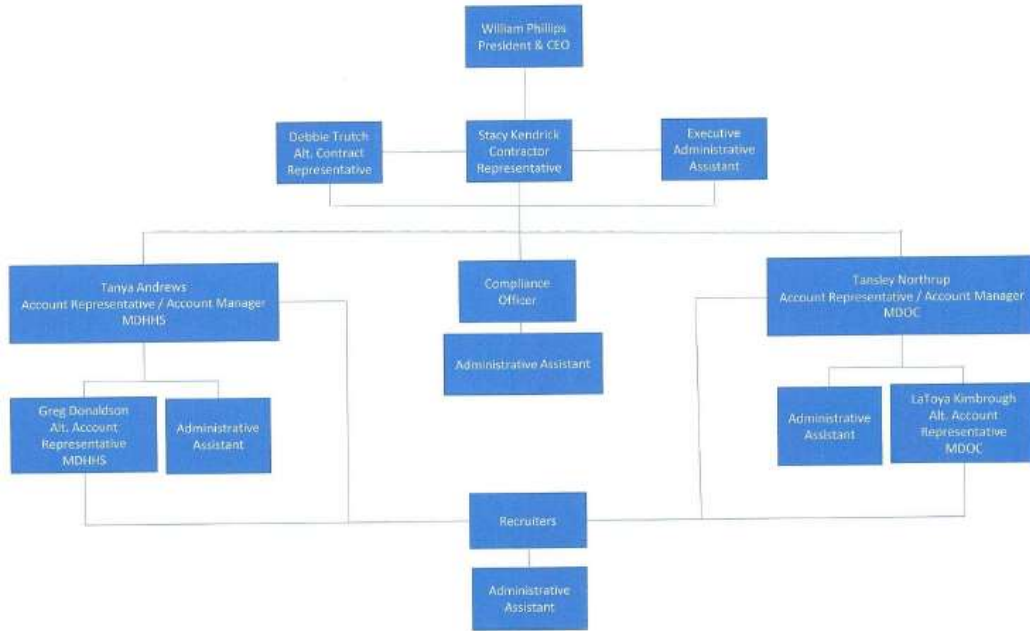 William Phillips
President & CEO
Debbie Trutch
Alt. Contract
Representative
Stacy Kendrick
Contractor
Representative
Executive
Administrative
Assistant
Tanya Andrews
Account Representative / Account Manager
MDHHS
Compliance
Officer
Tansley Northrup
Account Representative / Account Manager
MDOC
Administrative Assistant
Greg Donaldson
Alt. Account
Representative
MDHHS
Administrative
Assistant
Administrative
Assistant
LaToya Kimbrough
Alt. Account
Representative
MDOC
Recruiters
Administrative
Assistant